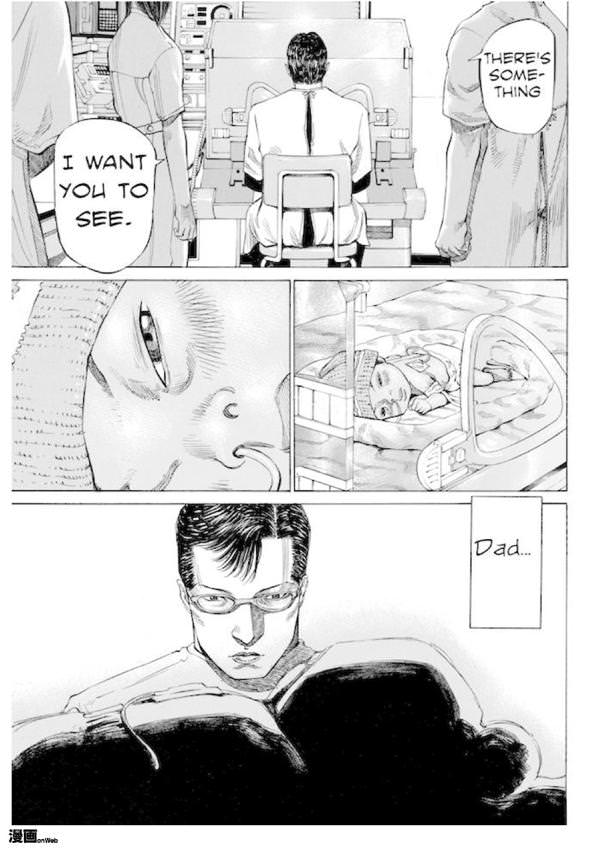 THERE'S
SOME-
THING
I WANT
YOU TO
SEE.
Dad...
漫画onWeb